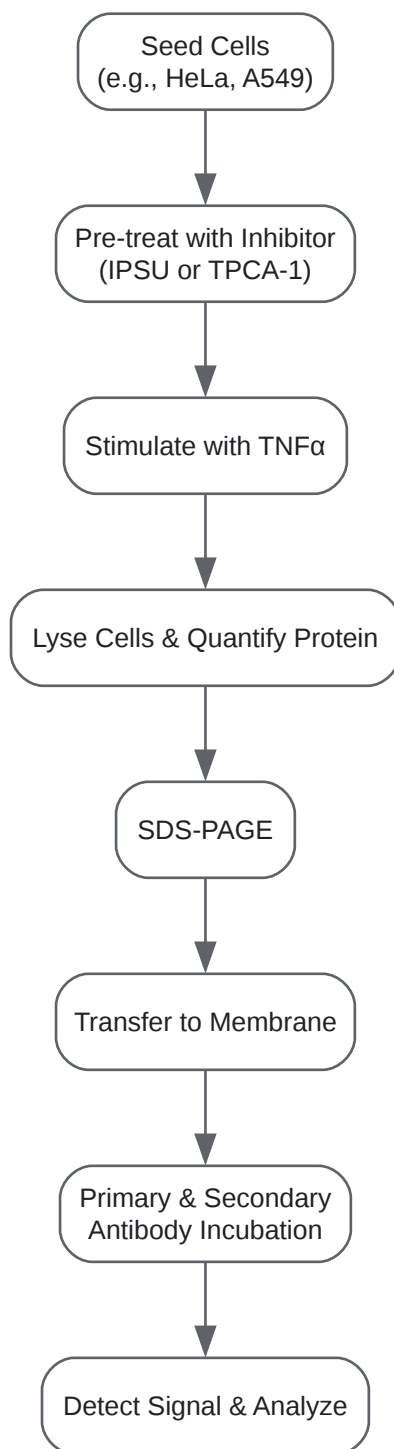 Seed Cells
(e.g., HeLa, A549)
Pre-treat with Inhibitor
(IPSU or TPCA-1)
Stimulate with TNFα
Lyse Cells & Quantify Protein
SDS-PAGE
Transfer to Membrane
Primary & Secondary
Antibody Incubation
Detect Signal & Analyze